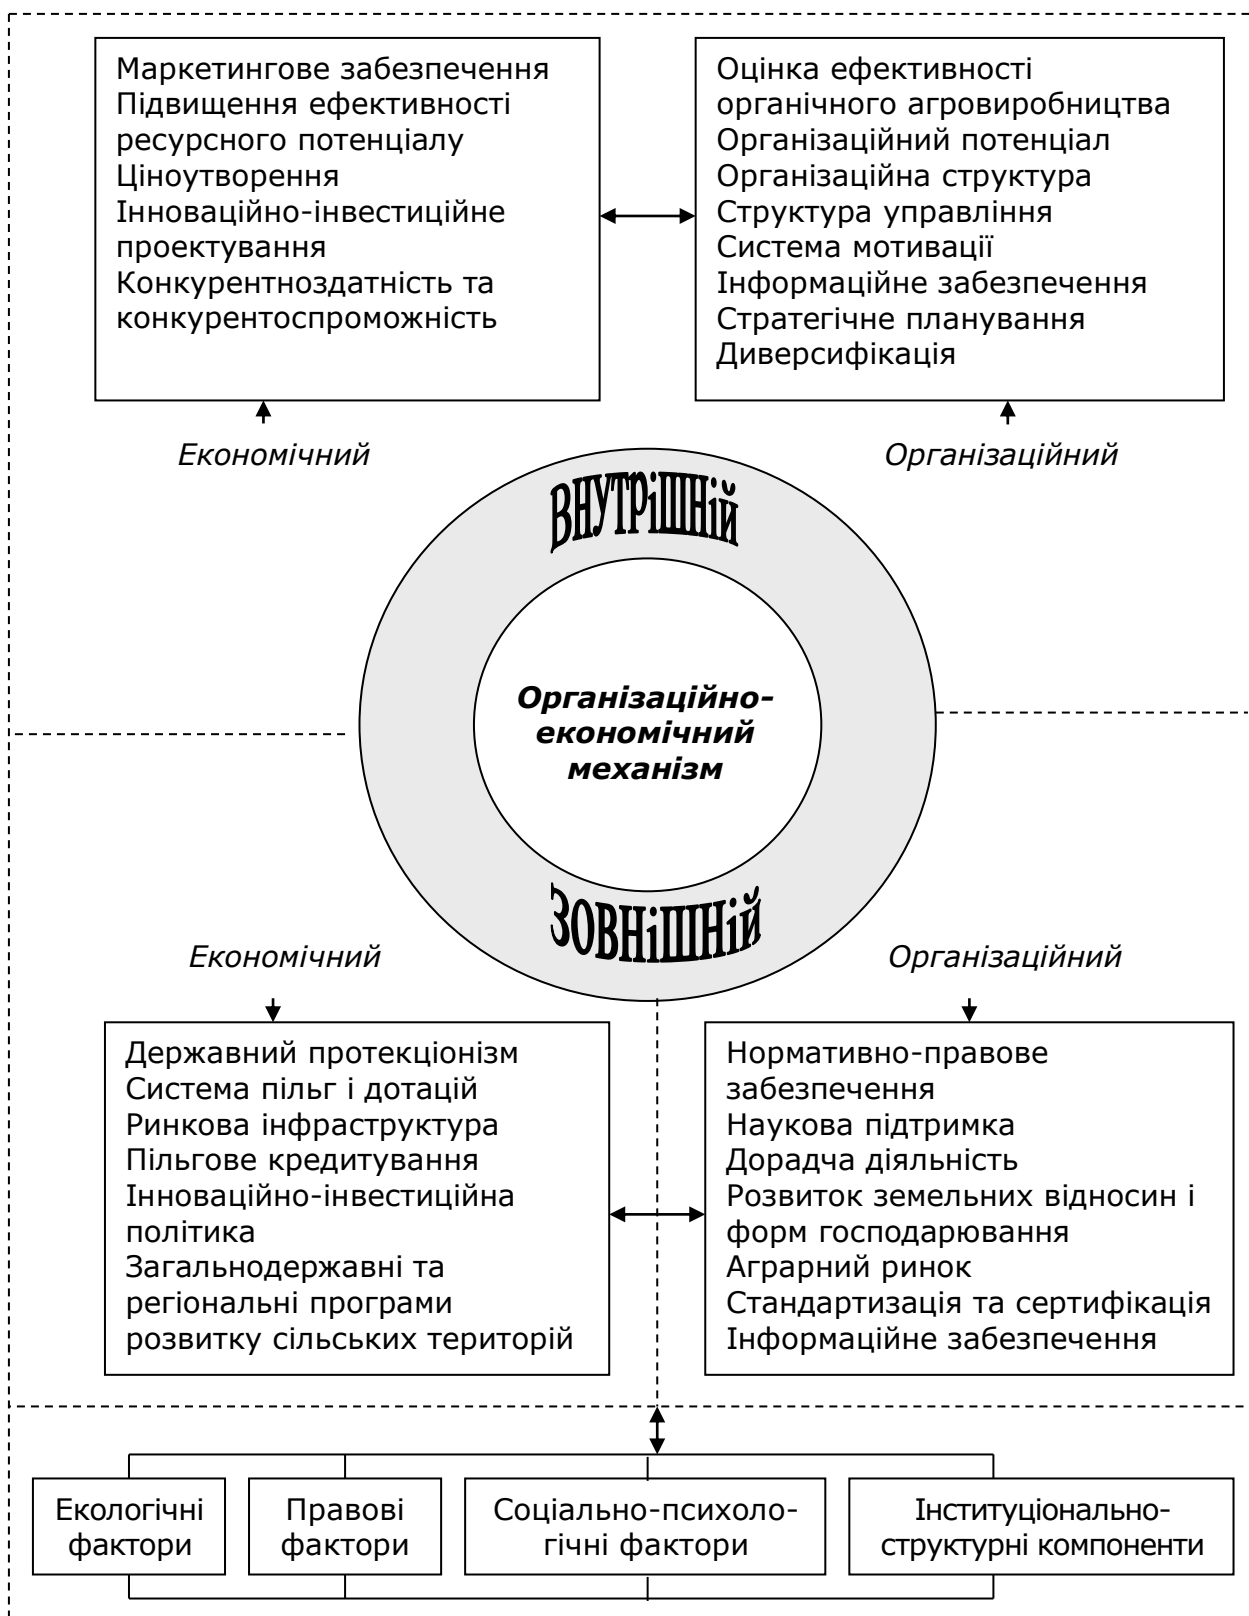 Маркетингове забезпечення
Підвищення ефективності
ресурсного потенціалу
Ціноутворення
Інноваційно-інвестиційне
проектування
Конкурентноздатність та
конкурентоспроможність
Оцінка ефективності
органічного агровиробництва
Організаційний потенціал
Організаційна структура
Структура управління
Система мотивації
Інформаційне забезпечення
Стратегічне планування
Диверсифікація
Економічний
Організаційний
ВНУТРіШНій
Організаційно-
економічний
механізм
ЗОВНіШНій
Економічний
Організаційний
Державний протекціонізм
Система пільг і дотацій
Ринкова інфраструктура
Пільгове кредитування
Інноваційно-інвестиційна
політика
Загальнодержавні та
регіональні програми
розвитку сільських територій
Нормативно-правове
забезпечення
Наукова підтримка
Дорадча діяльність
Розвиток земельних відносин і
форм господарювання
Аграрний ринок
Стандартизація та сертифікація
Інформаційне забезпечення
Екологічні
фактори
Правові
фактори
Соціально-психоло-
гічні фактори
Інституціонально-
структурні компоненти